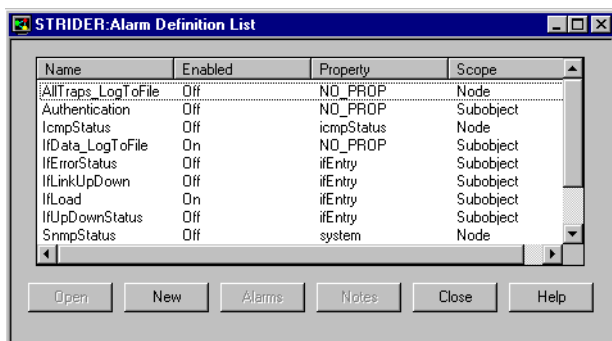 STRIDER:Alarm Definition List
Name Enabled Property Scope
AllTraps_LogToFile Off NO_PROP Node
Authentication Off NO_PROP Subobject
IcmpStatus Off icmpStatus Node
IfData_LogToFile On NO_PROP Subobject
IfErrorStatus Off ifEntry Subobject
IfLinkUpDown Off ifEntry Subobject
IfLoad On ifEntry Subobject
IfUpDownStatus Off ifEntry Subobject
SnmpStatus Off system Node
Open New Alarms Notes Close Help